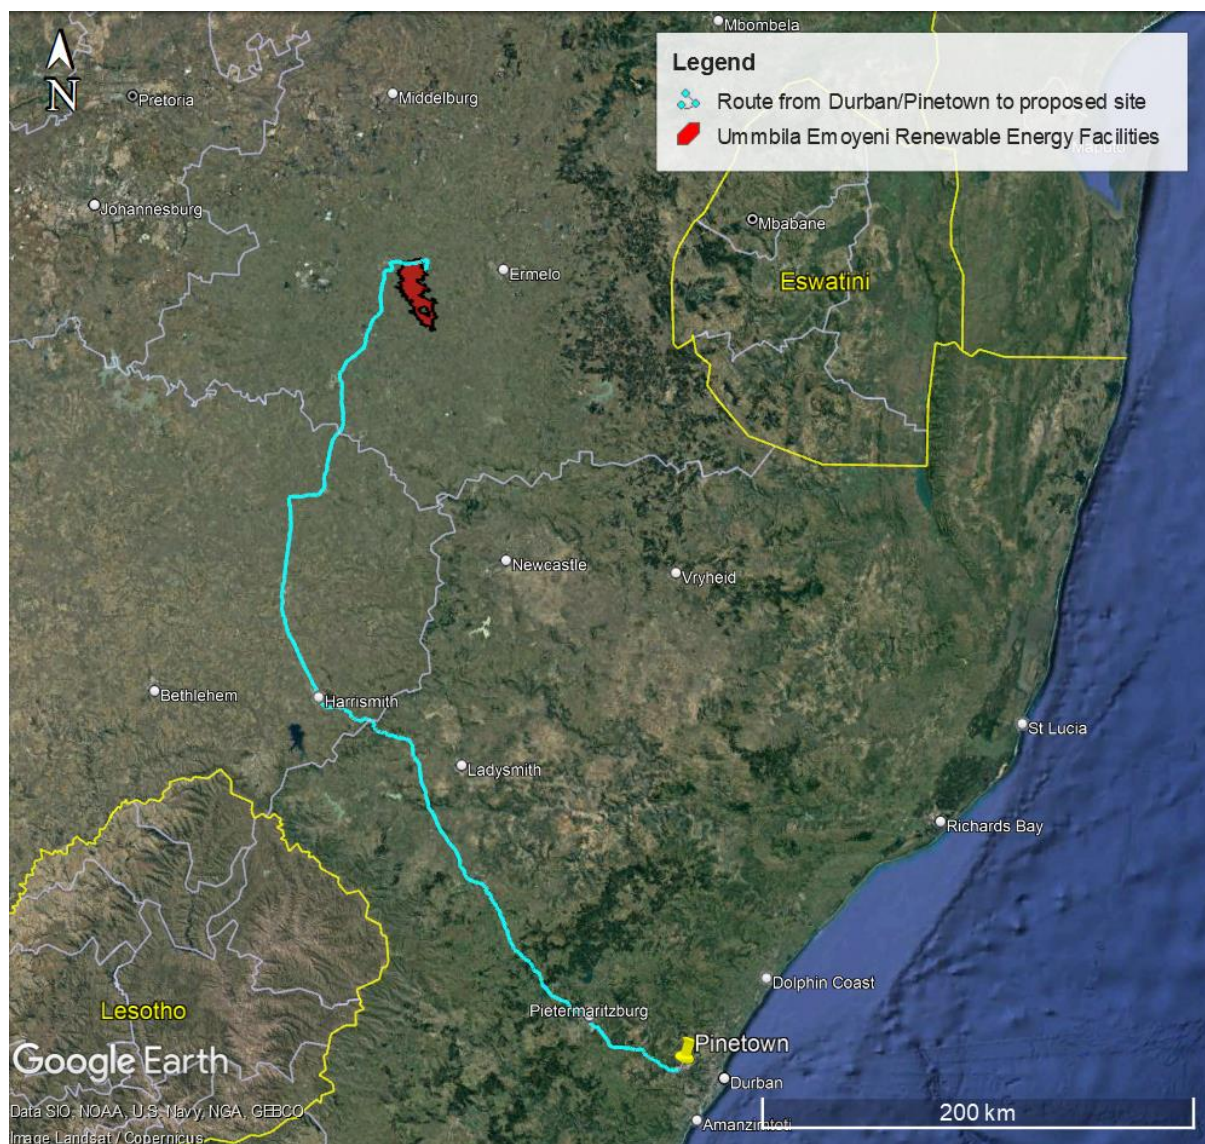 Mbombela
Legend
Route from Durban/Pinetown to proposed site
Ummbila Emoyeni Renewable Energy Facilities
N
Pretoria
Middelburg
Johannesburg
Mbabane
Ermelo
Eswatini
Newcastle
Vryheid
Bethlehem
Harrismith
St Lucia
Ladysmith
Richards Bay
Dolphin Coast
Lesotho
Pietermaritzburg
Pinetown
Google Earth
Durban
Data SIO, NOAA, U.S. Navy, NGA, GEBCO
200 km
Amanzimtoti
Image Landsat / Copernicus